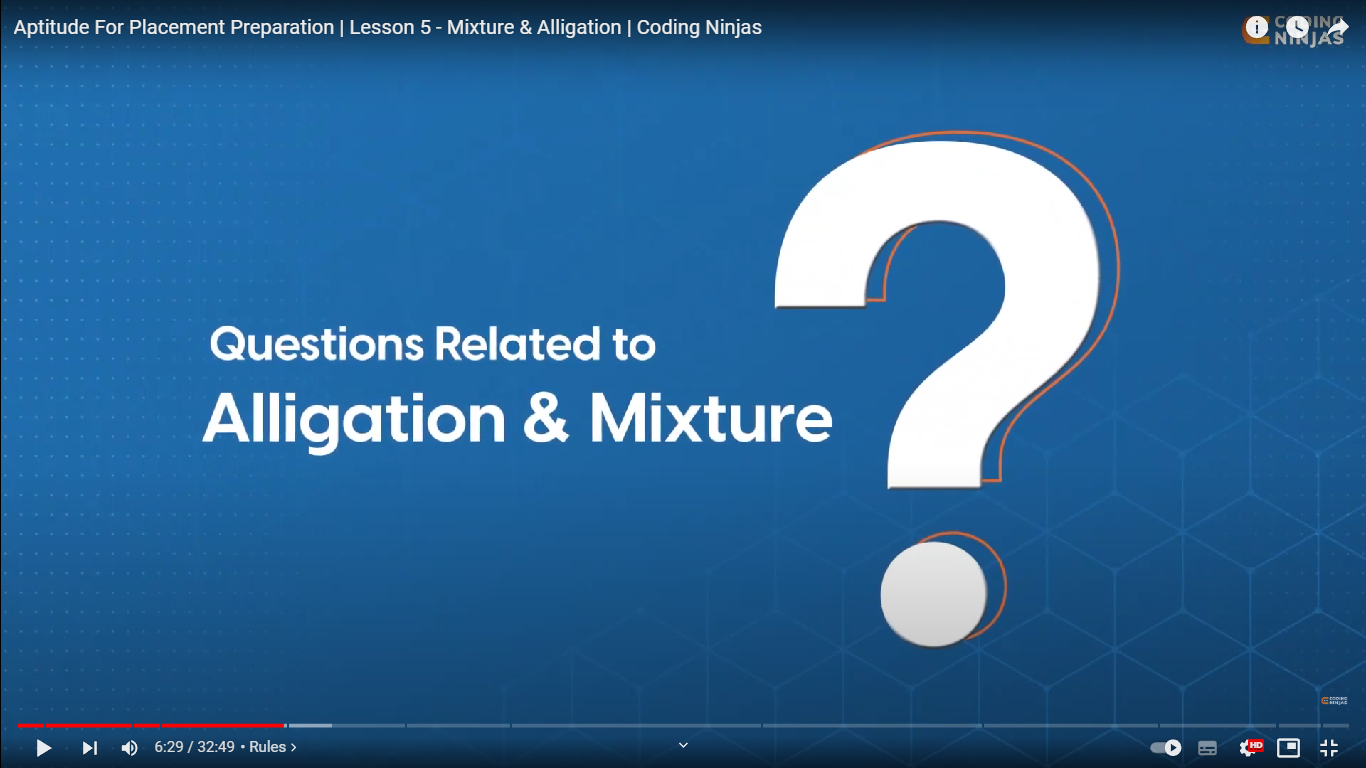 Aptitude For Placement Preparation | Lesson 5 - Mixture & Alligation | Coding Ninjas
CODING
NINJAS
Questions Related to
Alligation & Mixture
?
CODING
NINJAS
6:29 / 32:49 • Rules ›
HD